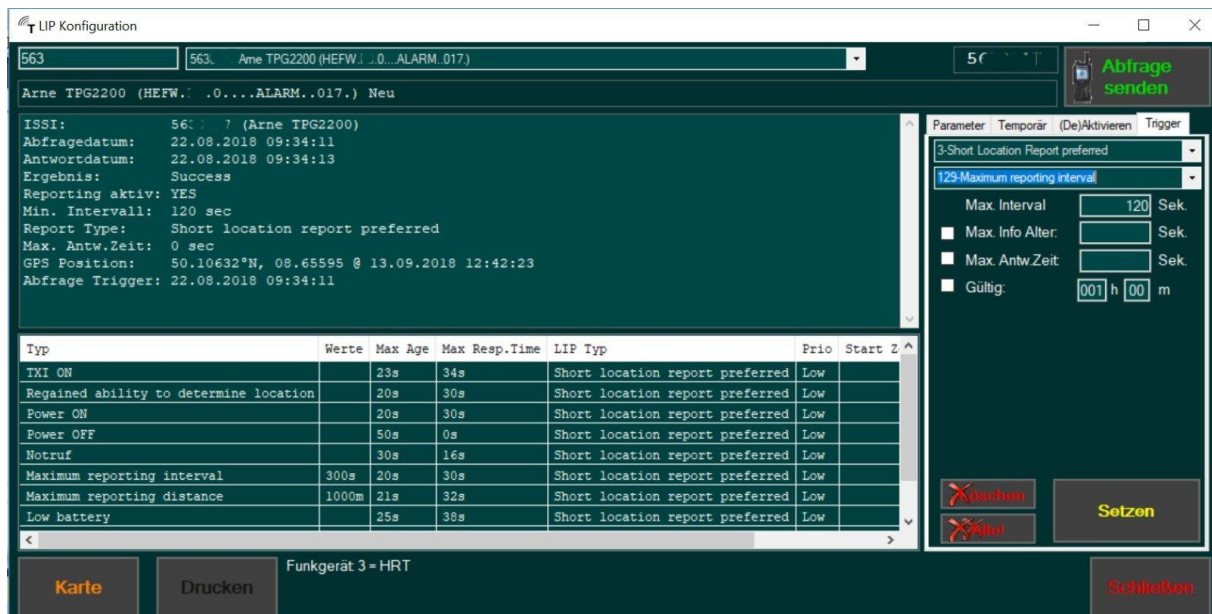 LIP Konfiguration
563
563 Arne TPG2200 (HEFW. .0...ALARM..017.)
Abfrage
senden
Arne TPG2200 (HEFW. .0....ALARM..017.) Neu
ISSI: 56 7 (Arne TPG2200)
Abfragedatum: 22.08.2018 09:34:11
Antwortdatum: 22.08.2018 09:34:13
Ergebnis: Success
Reporting aktiv: YES
Min. Intervall: 120 sec
Report Type: Short location report preferred
Max. Antw.Zeit: 0 sec
GPS Position: 50.10632°N, 08.65595 @ 13.09.2018 12:42:23
Abfrage Trigger: 22.08.2018 09:34:11
Parameter Temporär (De)Aktivieren Trigger
3-Short Location Report preferred
129-Maximum reporting interval
Max. Interval 120 Sek.
Max. Info Alter: Sek.
Max. Antw.Zeit: Sek.
Gültig: 001 h 00 m
Typ Werte Max Age Max Resp.Time LIP Typ Prio Start Z
TXI ON 23s 34s Short location report preferred Low
Regained ability to determine location 20s 30s Short location report preferred Low
Power ON 20s 30s Short location report preferred Low
Power OFF 50s 0s Short location report preferred Low
Notruf 30s 16s Short location report preferred Low
Maximum reporting interval 300s 20s 30s Short location report preferred Low
Maximum reporting distance 1000m 21s 32s Short location report preferred Low
Low battery 25s 38s Short location report preferred Low
Löschen
Alle!
Setzen
Karte
Drucken
Funkgerät 3 = HRT
Schließen